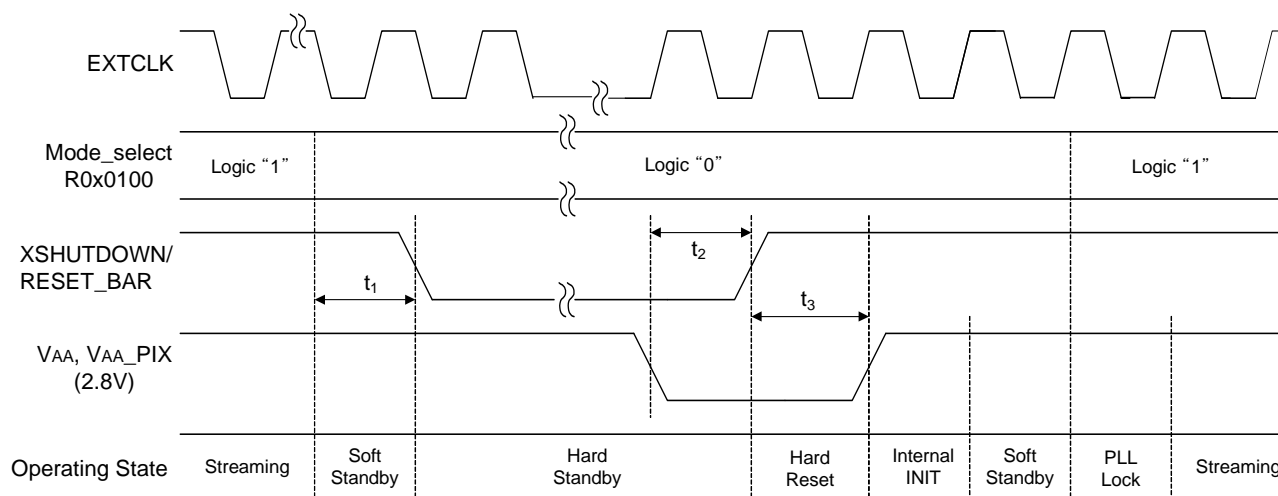 EXTCLK
Mode_select
R0x0100
Logic “1”
Logic “0”
Logic “1”
XSHUTDOWN/
RESET_BAR
t1
t2
t3
VAA, VAA_PIX
(2.8V)
Operating State
Streaming
Soft
Standby
Hard
Standby
Hard
Reset
Internal
INIT
Soft
Standby
PLL
Lock
Streaming